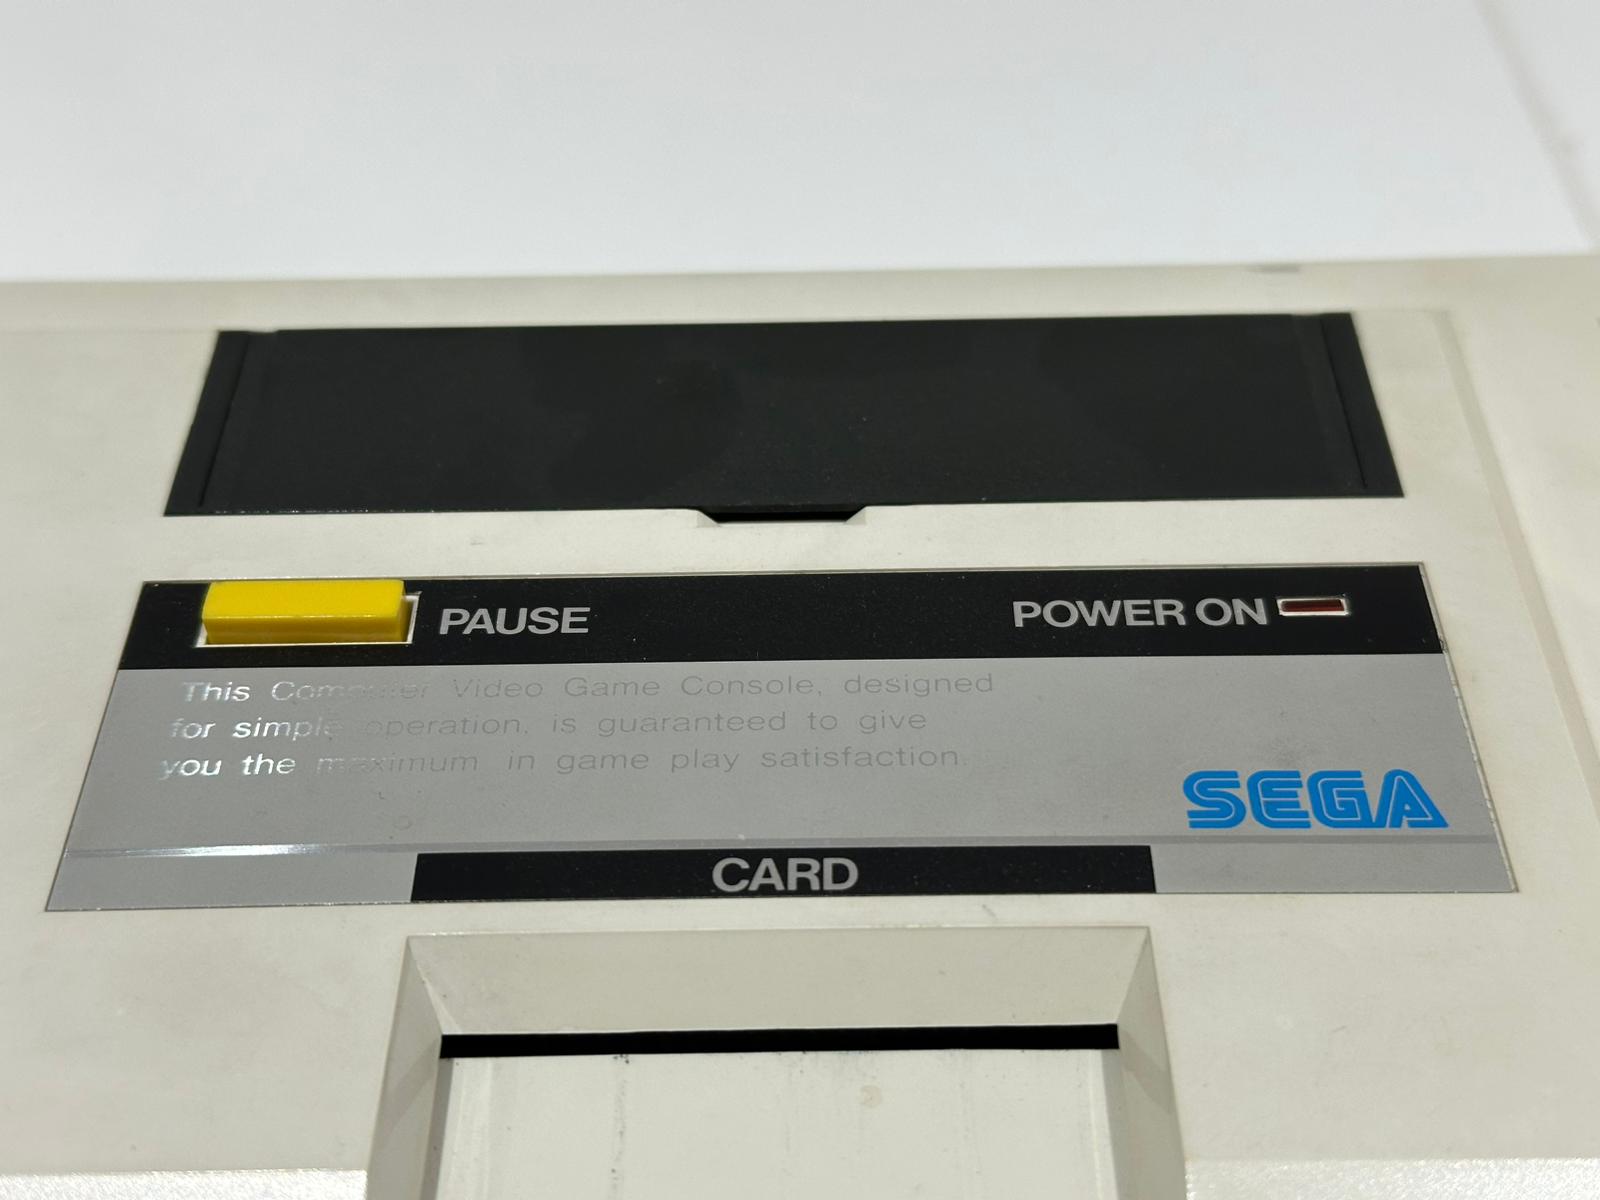 PAUSE
POWER ON
This Computer Video Game Console, designed
for simple operation, is guaranteed to give
you the maximum in game play satisfaction.
SEGA
CARD